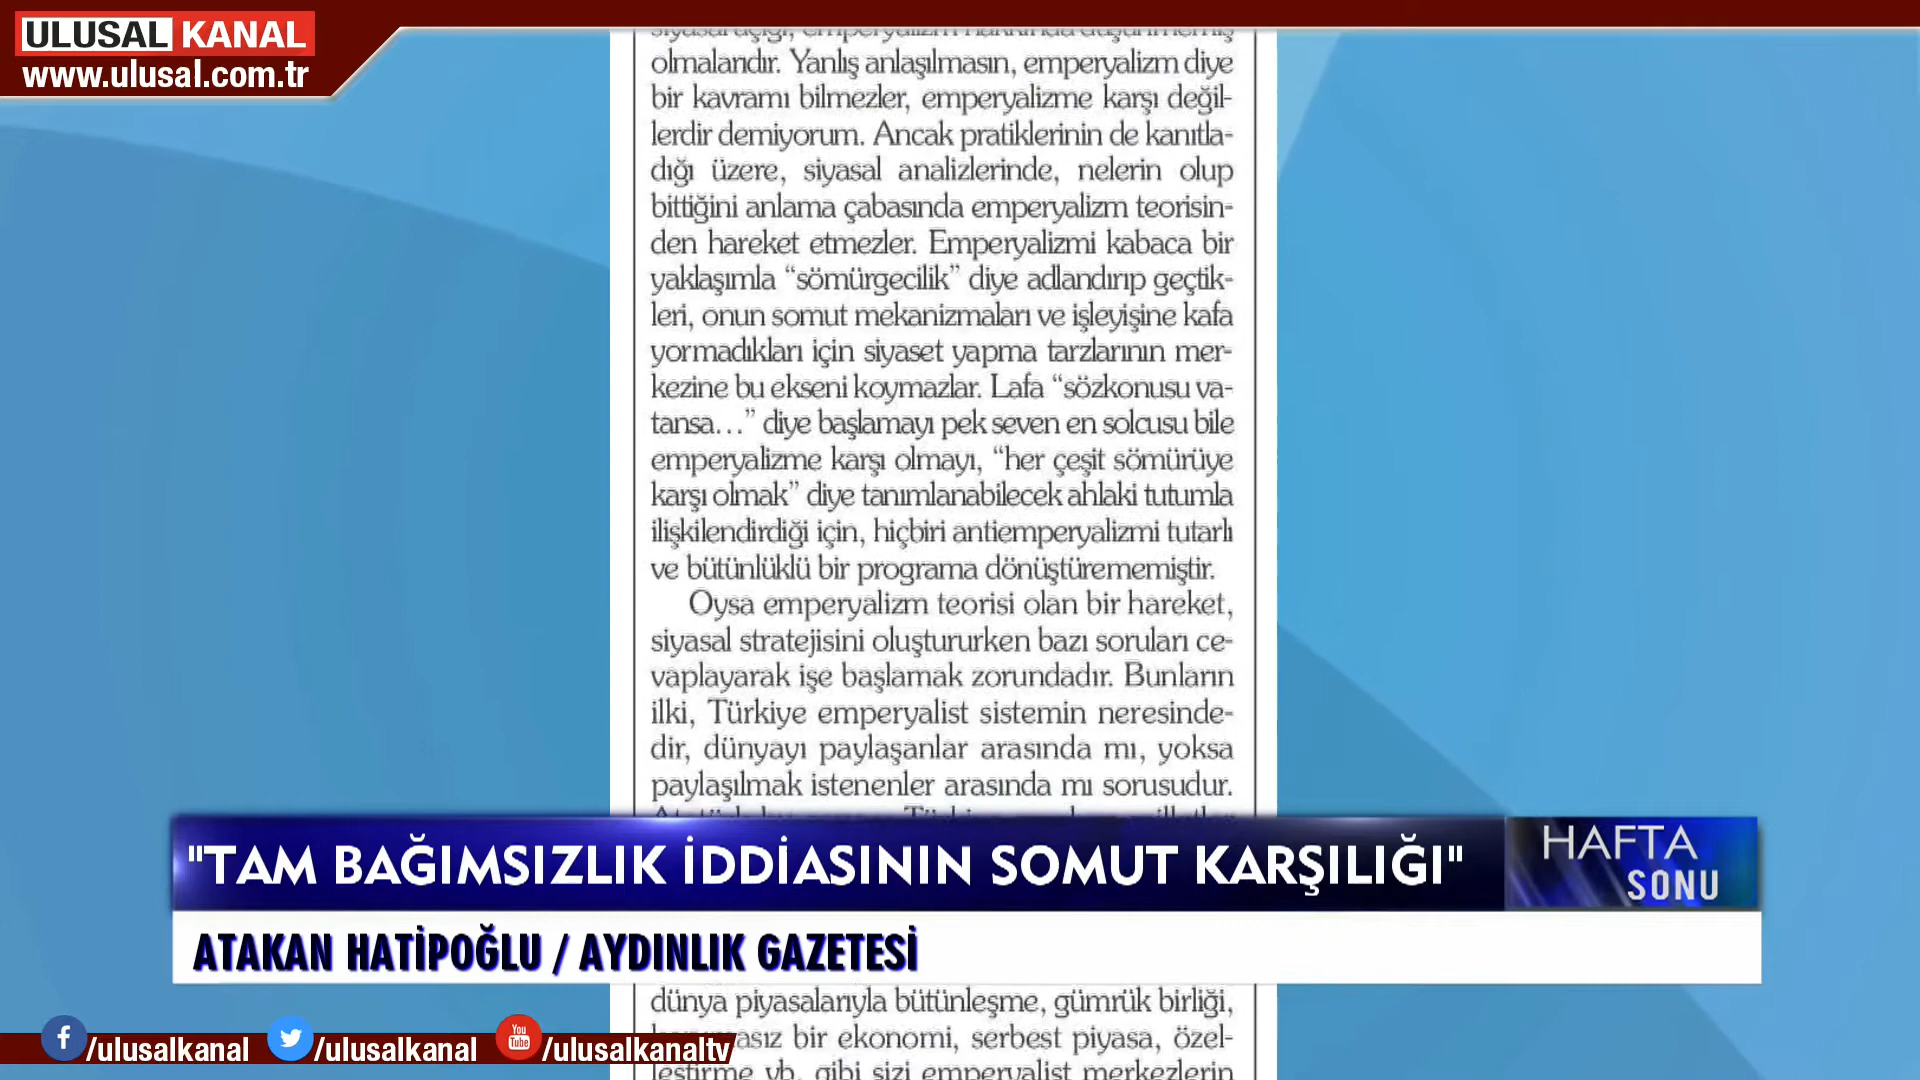 ULUSAL KANAL
www.ulusal.com.tr
olmalarıdır. Yanlış anlaşılmasın, emperyalizm diye
bir kavramı bilmezler, emperyalizme karşı değil-
lerdir demiyorum. Ancak pratiklerinin de kanıtla-
dığı üzere, siyasal analizlerinde, nelerin olup
bittiğini anlama çabasında emperyalizm teorisin-
den hareket etmezler. Emperyalizmi kabaca bir
yaklaşımla “sömürgecilik” diye adlandırıp geçtik-
leri, onun somut mekanizmaları ve işleyişine kafa
yormadıkları için siyaset yapma tarzlarının mer-
kezine bu ekseni koymazlar. Lafa “sözkonusu va-
tansa…” diye başlamayı pek seven en solcusu bile
emperyalizme karşı olmayı, “her çeşit sömürüye
karşı olmak” diye tanımlanabilecek ahlaki tutumla
ilişkilendirdiği için, hiçbiri antiemperyalizmi tutarlı
ve bütünlüklü bir programa dönüştürememiştir.
Oysa emperyalizm teorisi olan bir hareket,
siyasal stratejisini oluştururken bazı soruları ce-
vaplayarak işe başlamak zorundadır. Bunların
ilki, Türkiye emperyalist sistemin neresinde-
dir, dünyayı paylaşanlar arasında mı, yoksa
paylaşılmak istenenler arasında mı sorusudur.
"TAM BAĞIMSIZLIK İDDİASININ SOMUT KARŞILIĞI"
HAFTA
SONU
ATAKAN HATİPOĞLU / AYDINLIK GAZETESİ
dünya piyasalarıyla bütünleşme, gümrük birliği,
bir ekonomi, serbest piyasa, özel-
leştirme vb. gibi sizi emperyalist merkezlerin
/ulusalkanal
/ulusalkanal
You Tube
/ulusalkanaltv